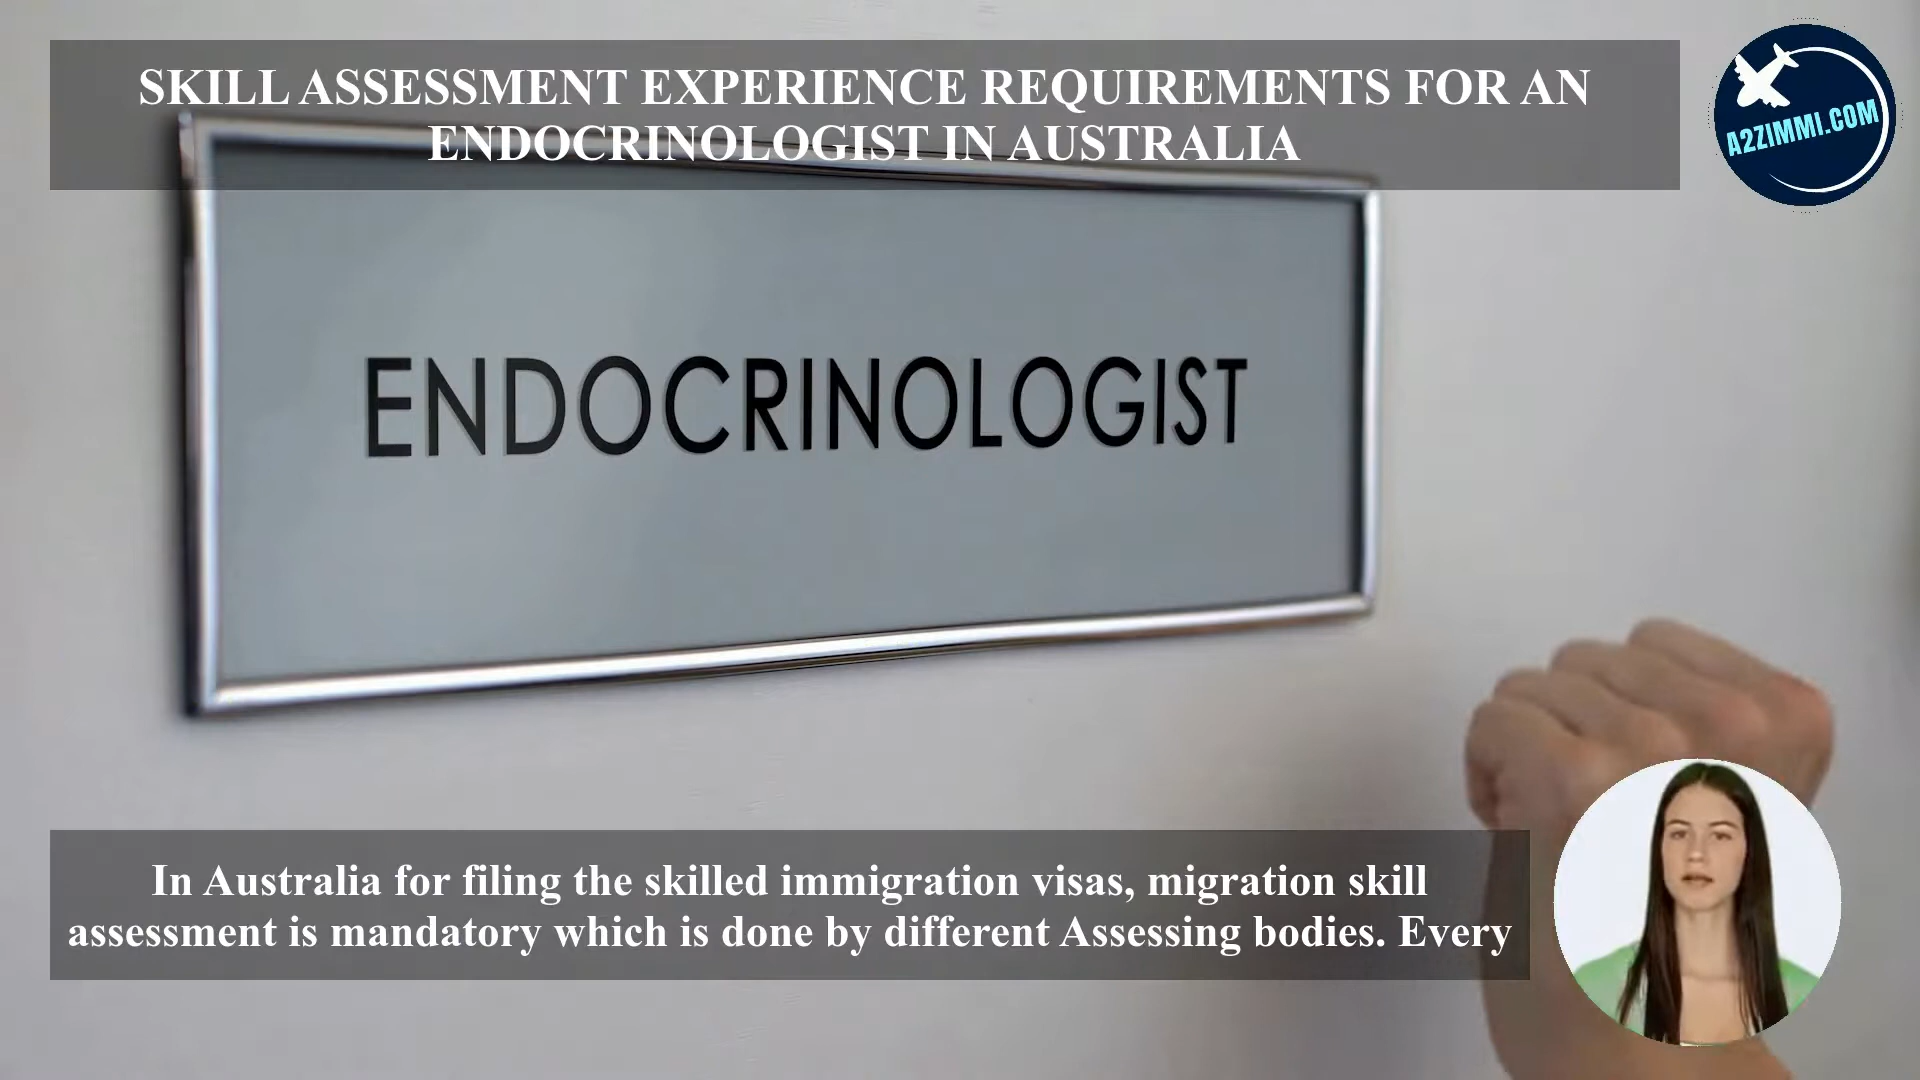 SKILL ASSESSMENT EXPERIENCE REQUIREMENTS FOR AN
ENDOCRINOLOGIST IN AUSTRALIA
A2ZIMMI.COM
ENDOCRINOLOGIST
In Australia for filing the skilled immigration visas, migration skill
assessment is mandatory which is done by different Assessing bodies. Every